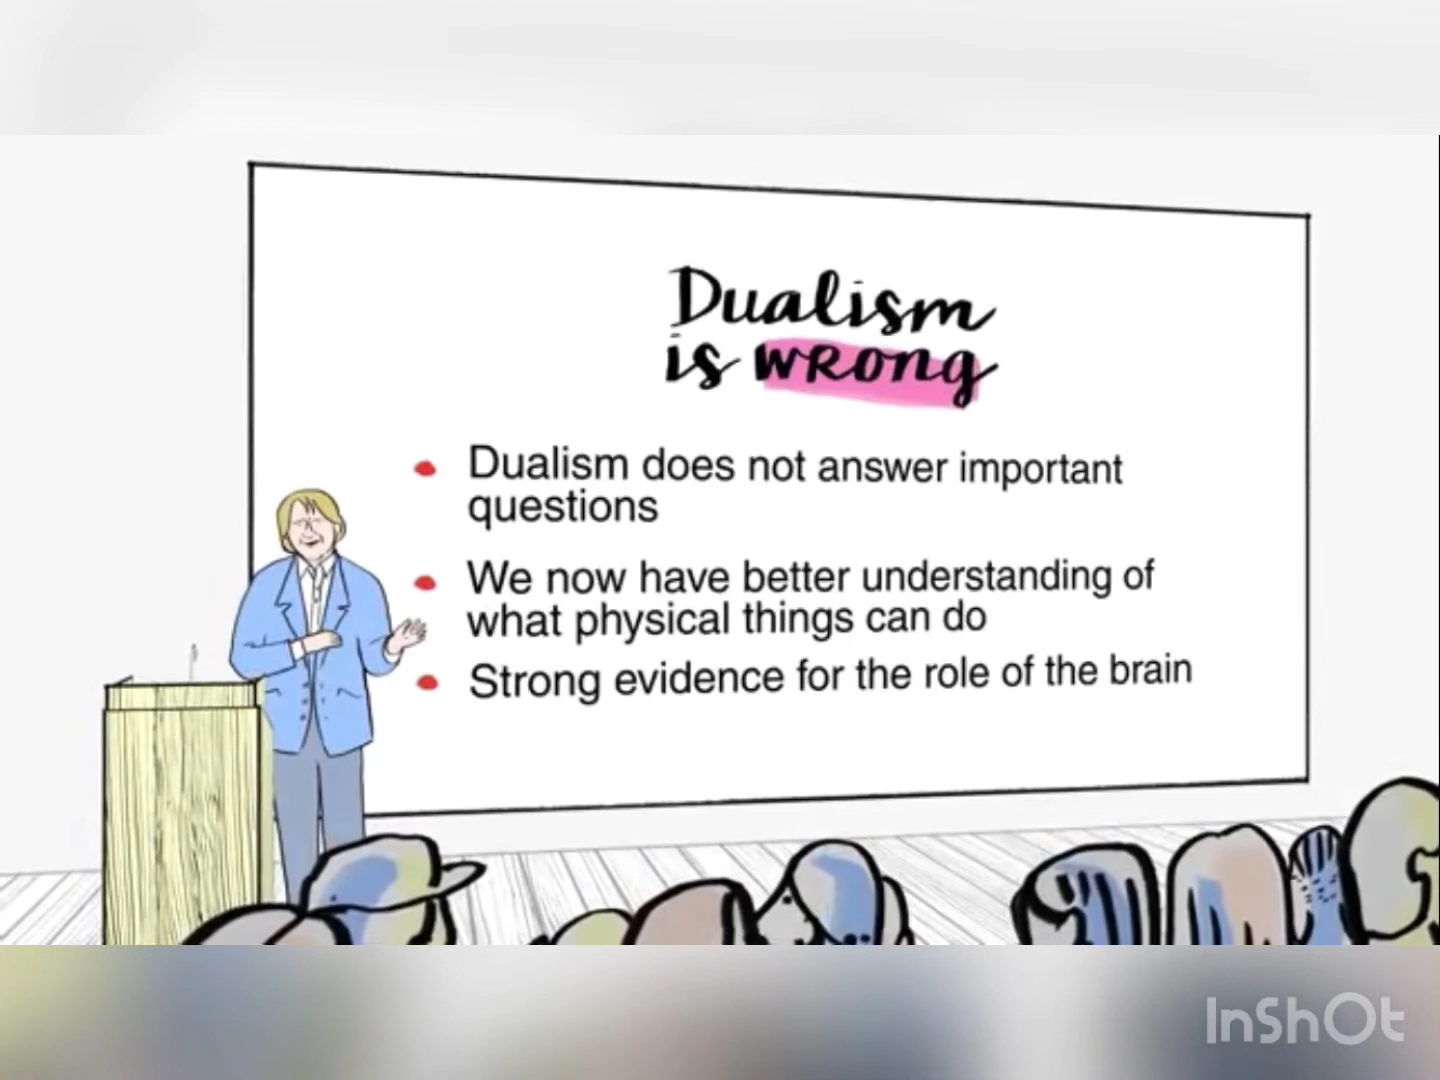 Dualism
is wrong
Dualism does not answer important
questions
We now have better understanding of
what physical things can do
Strong evidence for the role of the brain
InShOt